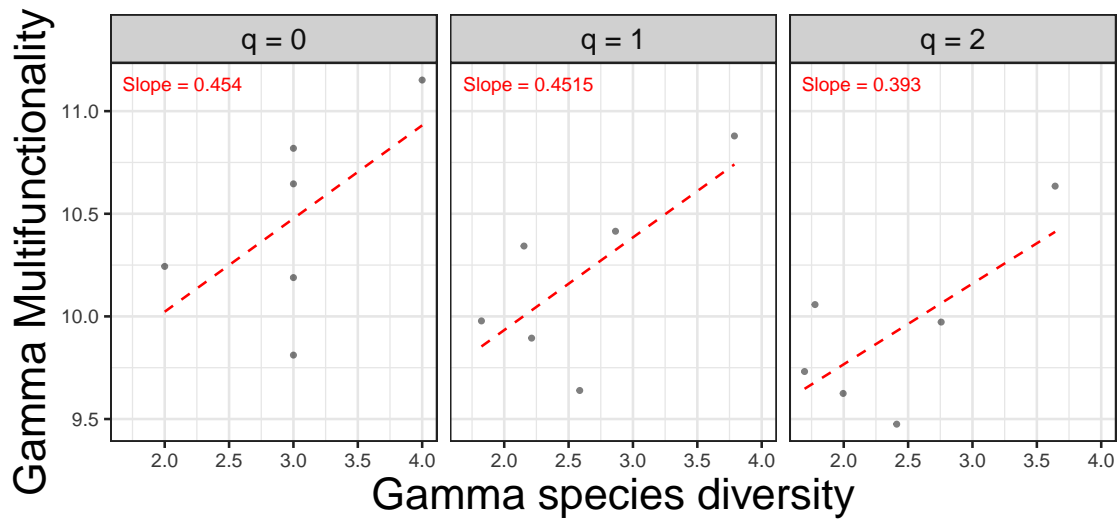 q = 0
q = 1
q = 2
Slope = 0.454
Slope = 0.4515
Slope = 0.393
Gamma Multifunctionality
11.0
10.5
10.0
9.5
2.0 2.5 3.0 3.5 4.0
2.0 2.5 3.0 3.5 4.0
2.0 2.5 3.0 3.5 4.0
Gamma species diversity